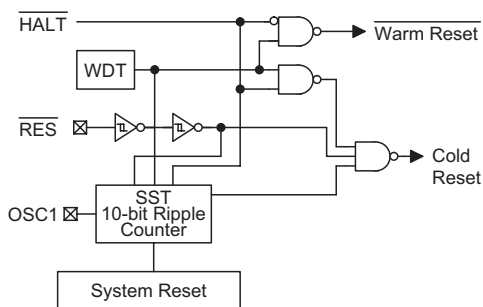 HALT
Warm Reset
WDT
RES
Cold
Reset
SST
10-bit Ripple
Counter
OSC1
System Reset